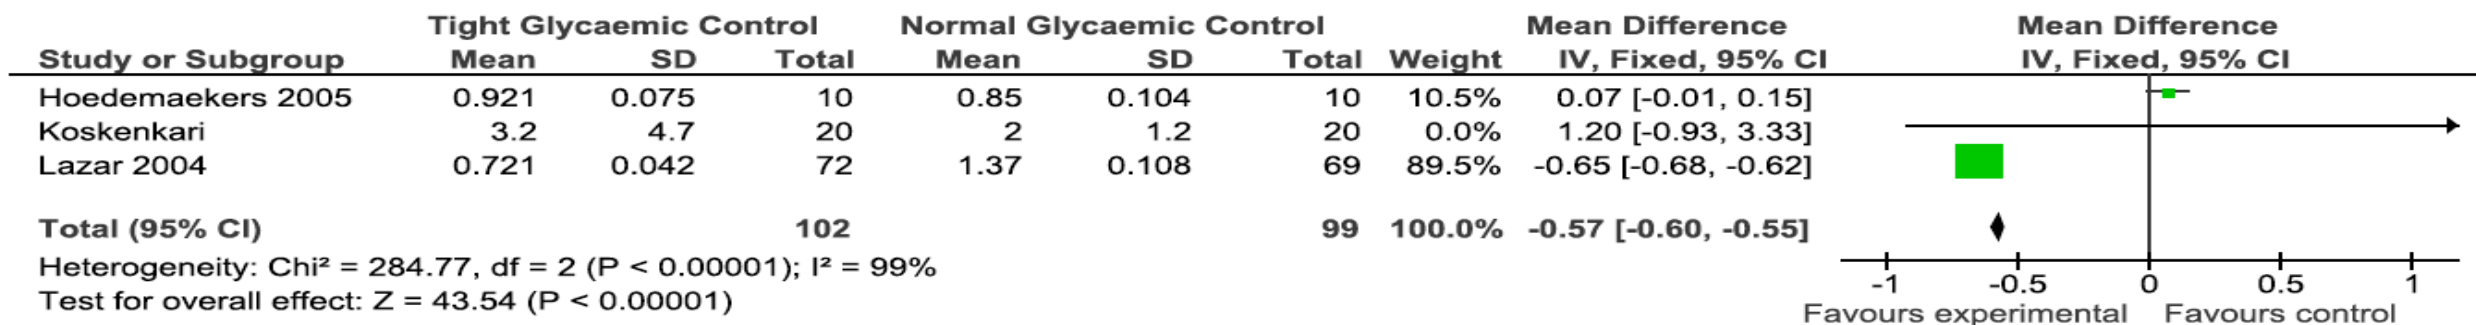 Tight Glycaemic Control Normal Glycaemic Control Mean Difference Mean Difference
Study or Subgroup Mean SD Total Mean SD Total Weight IV, Fixed, 95% CI IV, Fixed, 95% CI
Hoedemaekers 2005 0.921 0.075 10 0.85 0.104 10 10.5% 0.07 [-0.01, 0.15]
Koskenkari 3.2 4.7 20 2 1.2 20 0.0% 1.20 [-0.93, 3.33]
Lazar 2004 0.721 0.042 72 1.37 0.108 69 89.5% -0.65 [-0.68, -0.62]
Total (95% CI) 102 99 100.0% -0.57 [-0.60, -0.55]
Heterogeneity: Chi² = 284.77, df = 2 (P < 0.00001); I² = 99%
Test for overall effect: Z = 43.54 (P < 0.00001)
-1 -0.5 0 0.5 1
Favours experimental Favours control